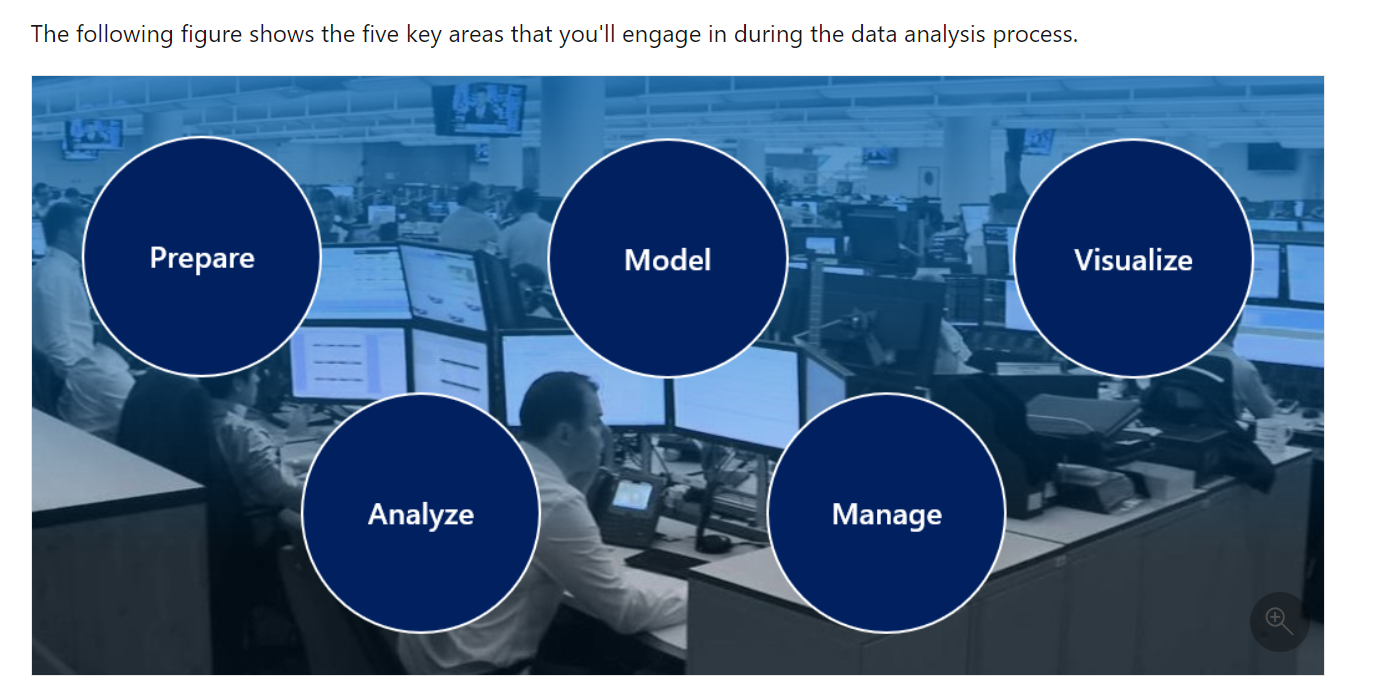 The following figure shows the five key areas that you'll engage in during the data analysis process.
Prepare
Model
Visualize
Analyze
Manage